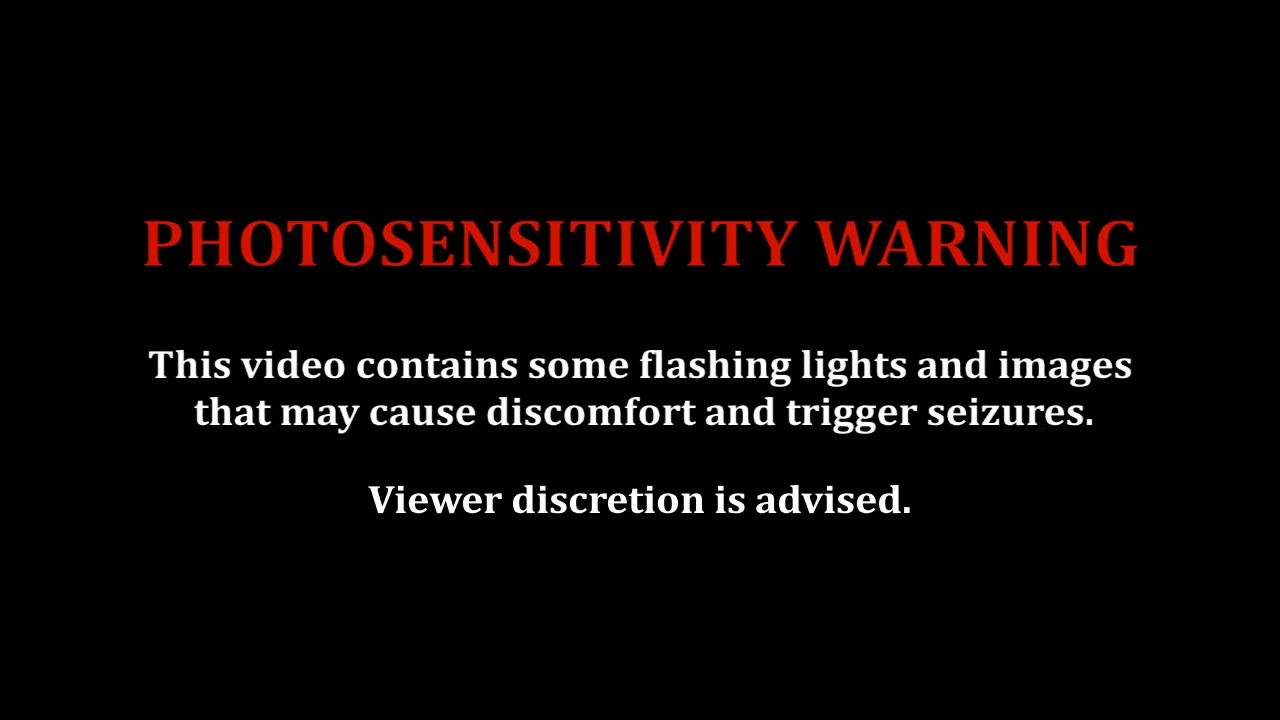 PHOTOSENSITIVITY WARNING
This video contains some flashing lights and images
that may cause discomfort and trigger seizures.
Viewer discretion is advised.